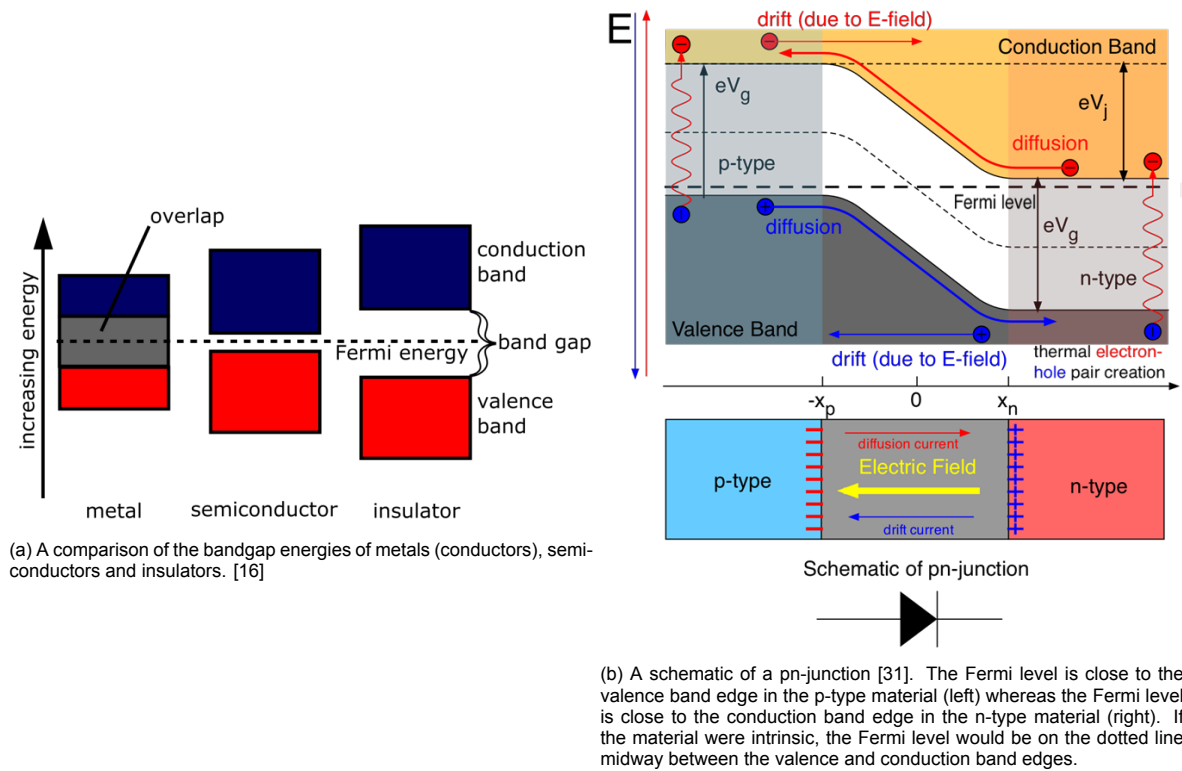 overlap
increasing energy
conduction
band
Fermi energy
band gap
valence
band
metal
semiconductor
insulator
(a) A comparison of the bandgap energies of metals (conductors), semi-
conductors and insulators. [16]
E
drift (due to E-field)
Conduction Band
eVg
eVj
diffusion
p-type
Fermi level
diffusion
eVg
n-type
Valence Band
drift (due to E-field)
thermal electron-
hole pair creation
-xp
0
xn
diffusion current
p-type
Electric Field
n-type
drift current
Schematic of pn-junction
(b) A schematic of a pn-junction [31]. The Fermi level is close to the
valence band edge in the p-type material (left) whereas the Fermi level
is close to the conduction band edge in the n-type material (right). If
the material were intrinsic, the Fermi level would be on the dotted line
midway between the valence and conduction band edges.